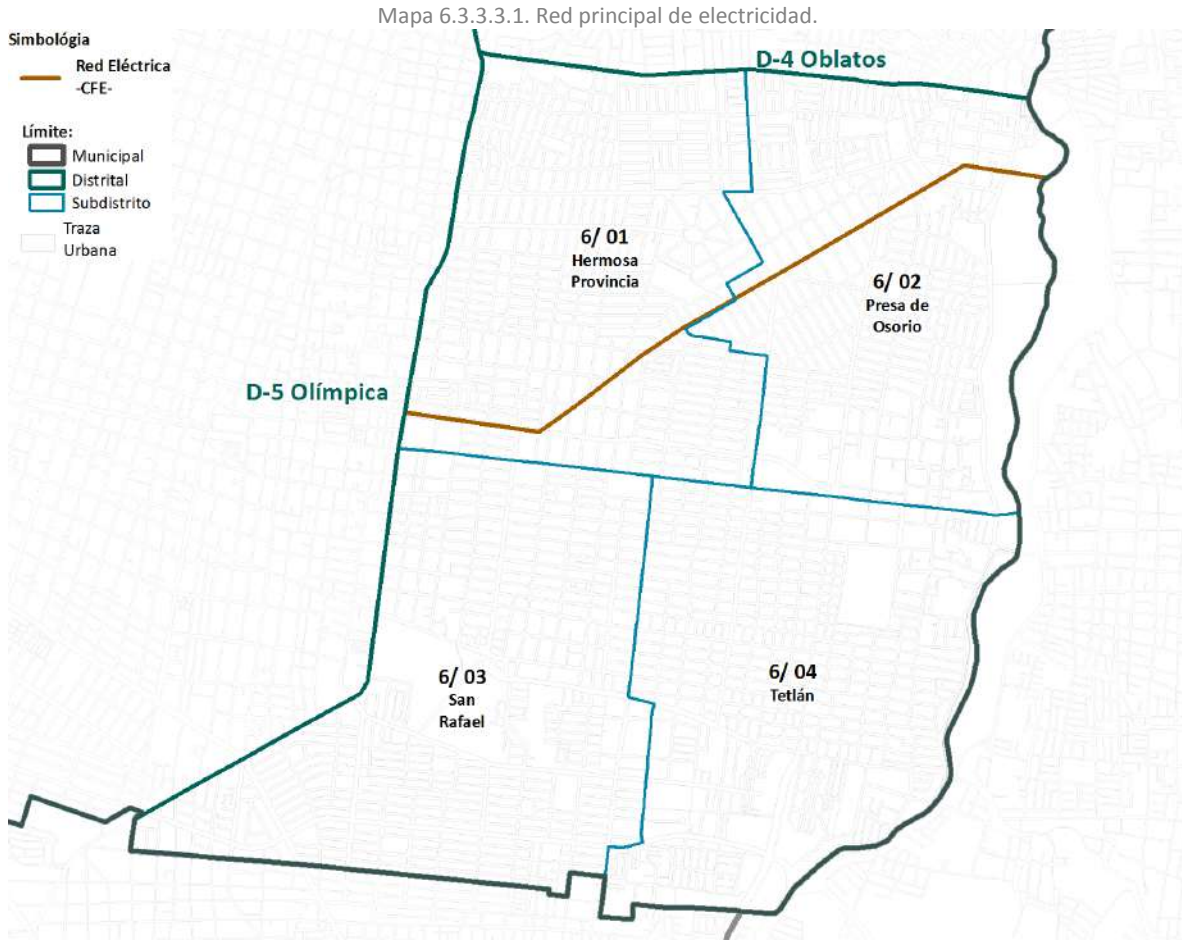 Mapa 6.3.3.3.1. Red principal de electricidad.
Simbológia
Red Eléctrica
-CFE-
Límite:
Municipal
Distrital
Subdistrito
Traza
Urbana
D-4 Oblatos
6/ 01
Hermosa
Provincia
6/ 02
Presa de
Osorio
D-5 Olímpica
6/ 03
San
Rafael
6/ 04
Tetlán